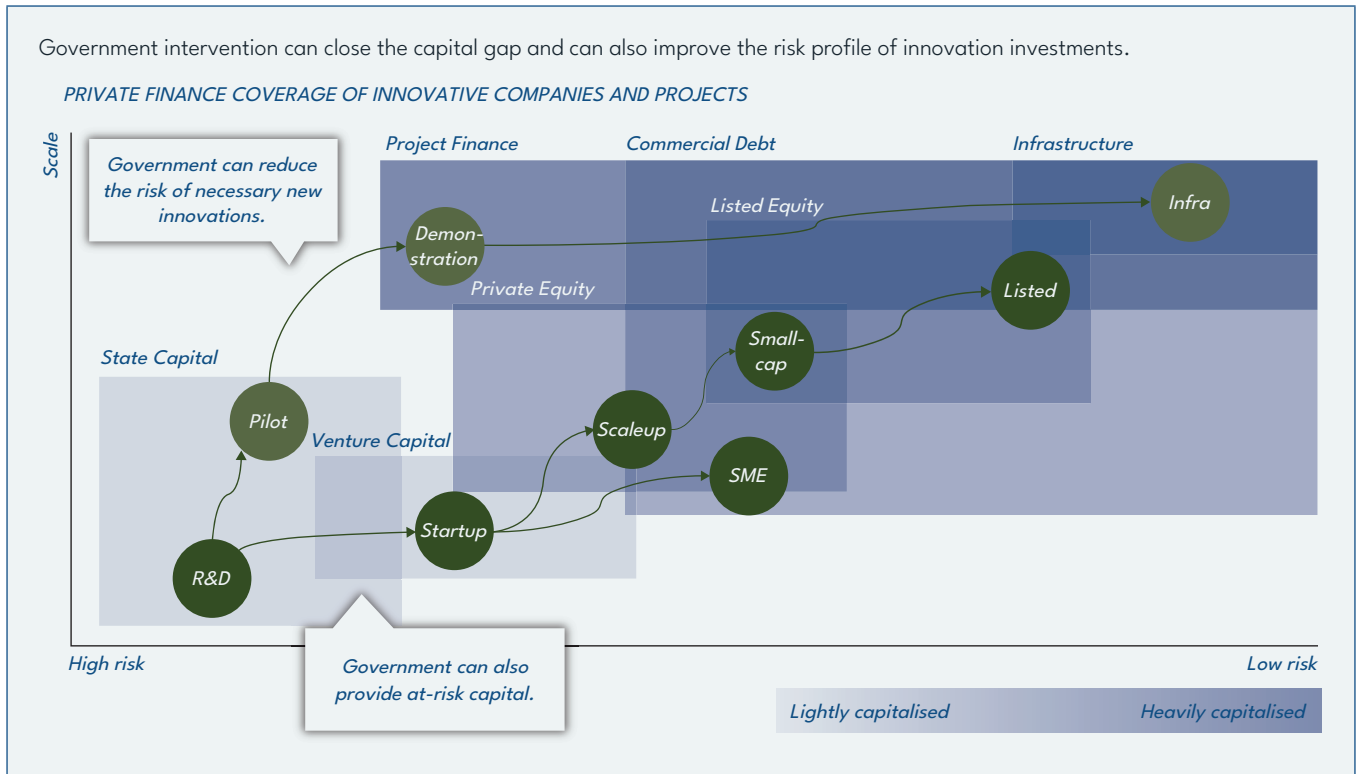 Government intervention can close the capital gap and can also improve the risk profile of innovation investments.
PRIVATE FINANCE COVERAGE OF INNOVATIVE COMPANIES AND PROJECTS
Scale
Government can reduce
the risk of necessary new
innovations.
Project Finance
Commercial Debt
Infrastructure
Listed Equity
Infra
Demon-
stration
Private Equity
Listed
Small-
cap
State Capital
Pilot
Venture Capital
Scaleup
SME
Startup
R&D
High risk
Low risk
Government can also
provide at-risk capital.
Lightly capitalised
Heavily capitalised